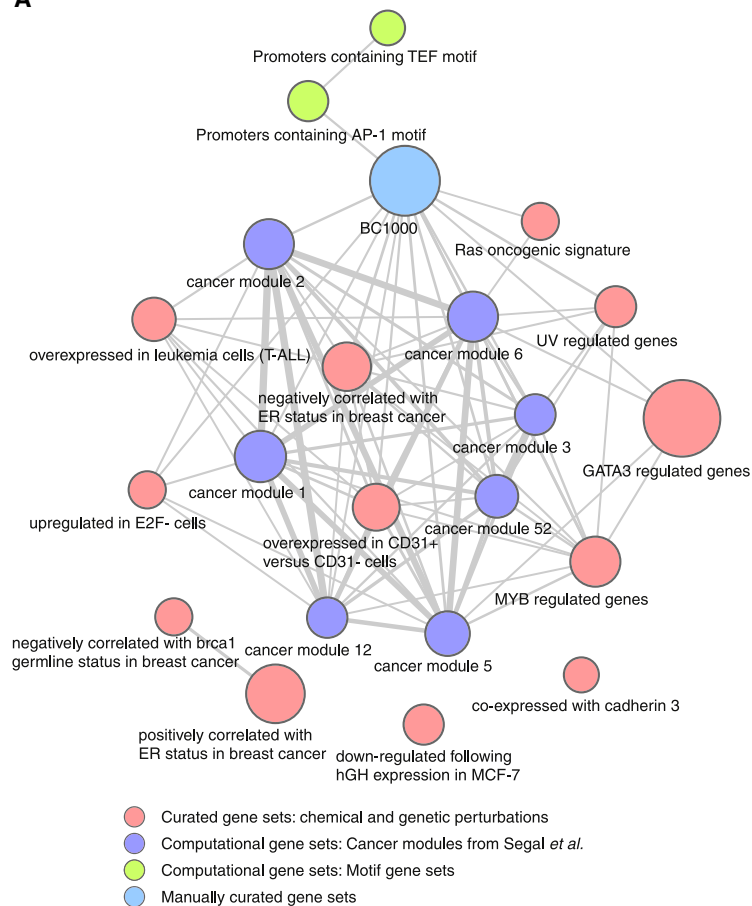 A
Promoters containing TEF motif
Promoters containing AP-1 motif
BC1000
Ras oncogenic signature
cancer module 2
UV regulated genes
overexpressed in leukemia cells (T-ALL)
cancer module 6
negatively correlated with
ER status in breast cancer
cancer module 3
GATA3 regulated genes
cancer module 1
upregulated in E2F- cells
cancer module 52
overexpressed in CD31+
versus CD31- cells
MYB regulated genes
negatively correlated with brca1
germline status in breast cancer
cancer module 12
cancer module 5
co-expressed with cadherin 3
positively correlated with
ER status in breast cancer
down-regulated following
hGH expression in MCF-7
Curated gene sets: chemical and genetic perturbations
Computational gene sets: Cancer modules from Segal et al.
Computational gene sets: Motif gene sets
Manually curated gene sets